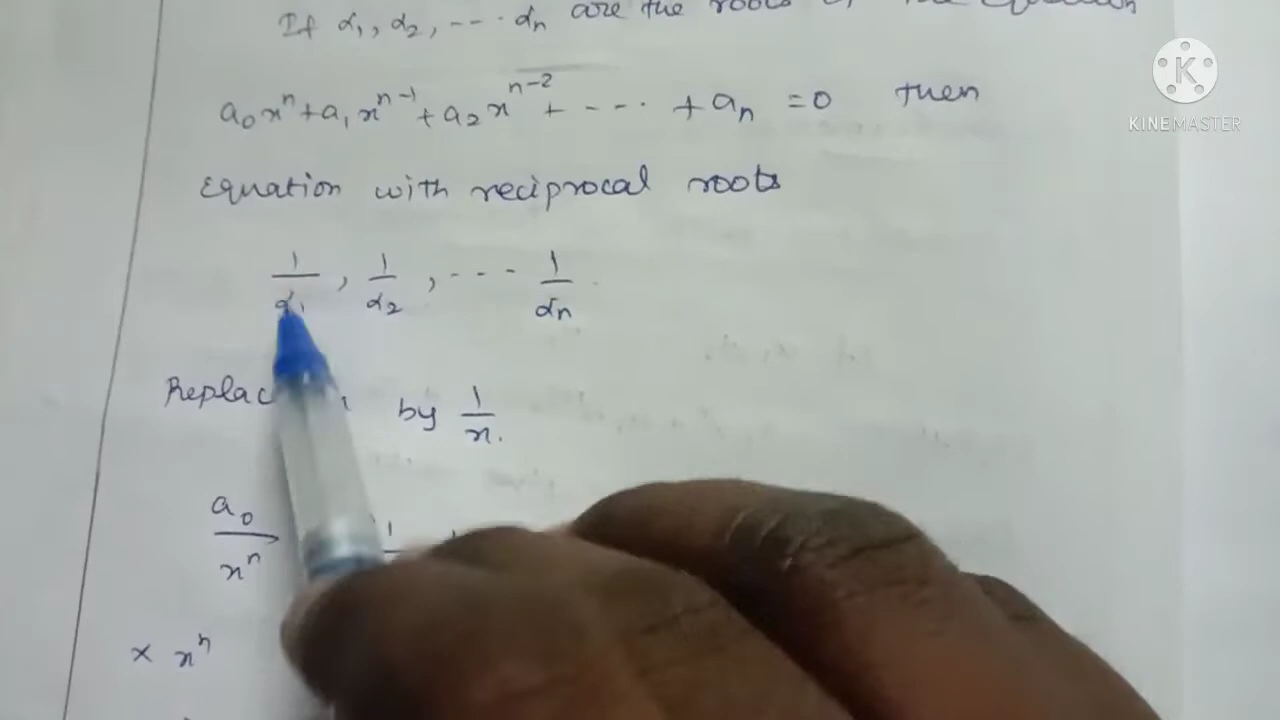 If α₁, α₂, ---- αₙ are the roots
a₀xⁿ + a₁xⁿ⁻¹ + a₂xⁿ⁻² + ---- + aₙ = 0 then
Equation with reciprocal roots
1/α₁, 1/α₂, --- 1/αₙ.
by 1/x.
a₀/xⁿ
× xⁿ
KINEMASTER